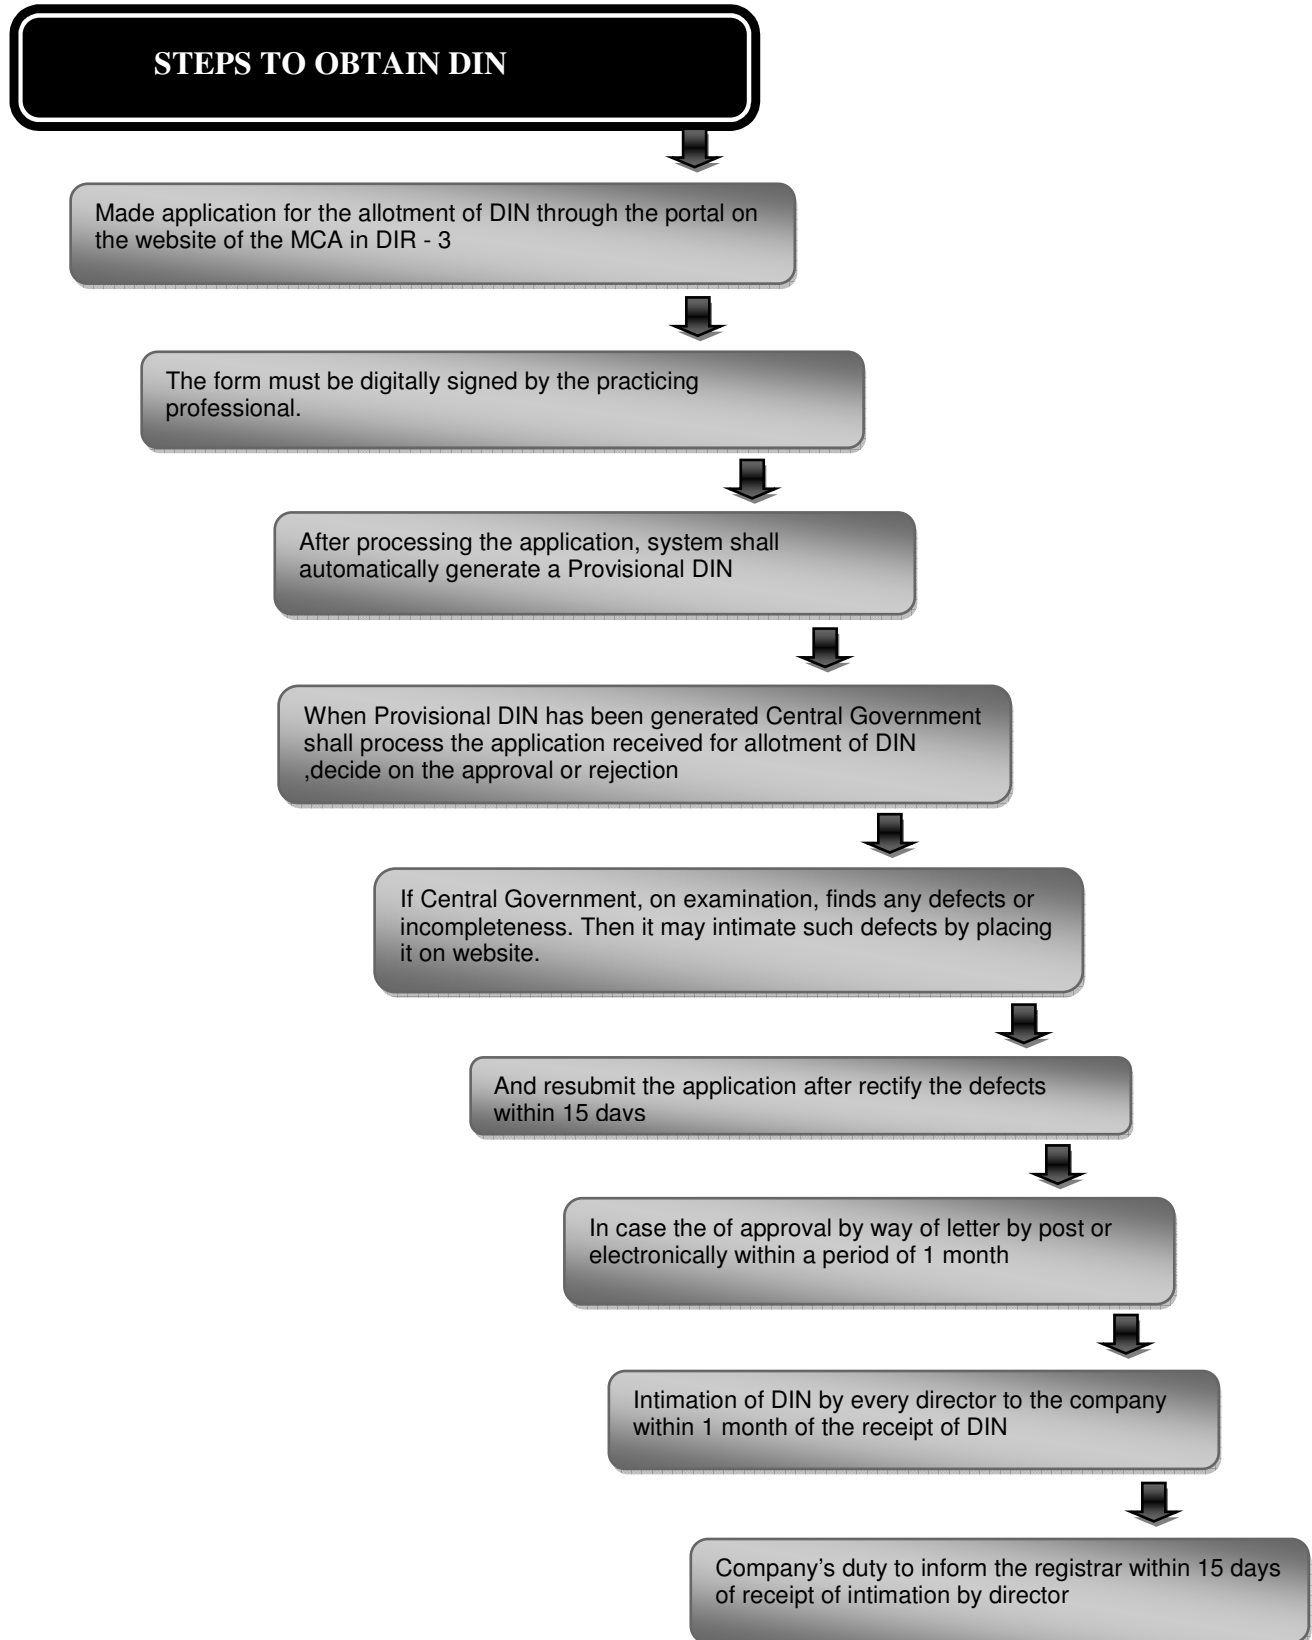 STEPS TO OBTAIN DIN
Made application for the allotment of DIN through the portal on
the website of the MCA in DIR - 3
The form must be digitally signed by the practicing
professional.
After processing the application, system shall
automatically generate a Provisional DIN
When Provisional DIN has been generated Central Government
shall process the application received for allotment of DIN
,decide on the approval or rejection
If Central Government, on examination, finds any defects or
incompleteness. Then it may intimate such defects by placing
it on website.
And resubmit the application after rectify the defects
within 15 days
In case the of approval by way of letter by post or
electronically within a period of 1 month
Intimation of DIN by every director to the company
within 1 month of the receipt of DIN
Company's duty to inform the registrar within 15 days
of receipt of intimation by director